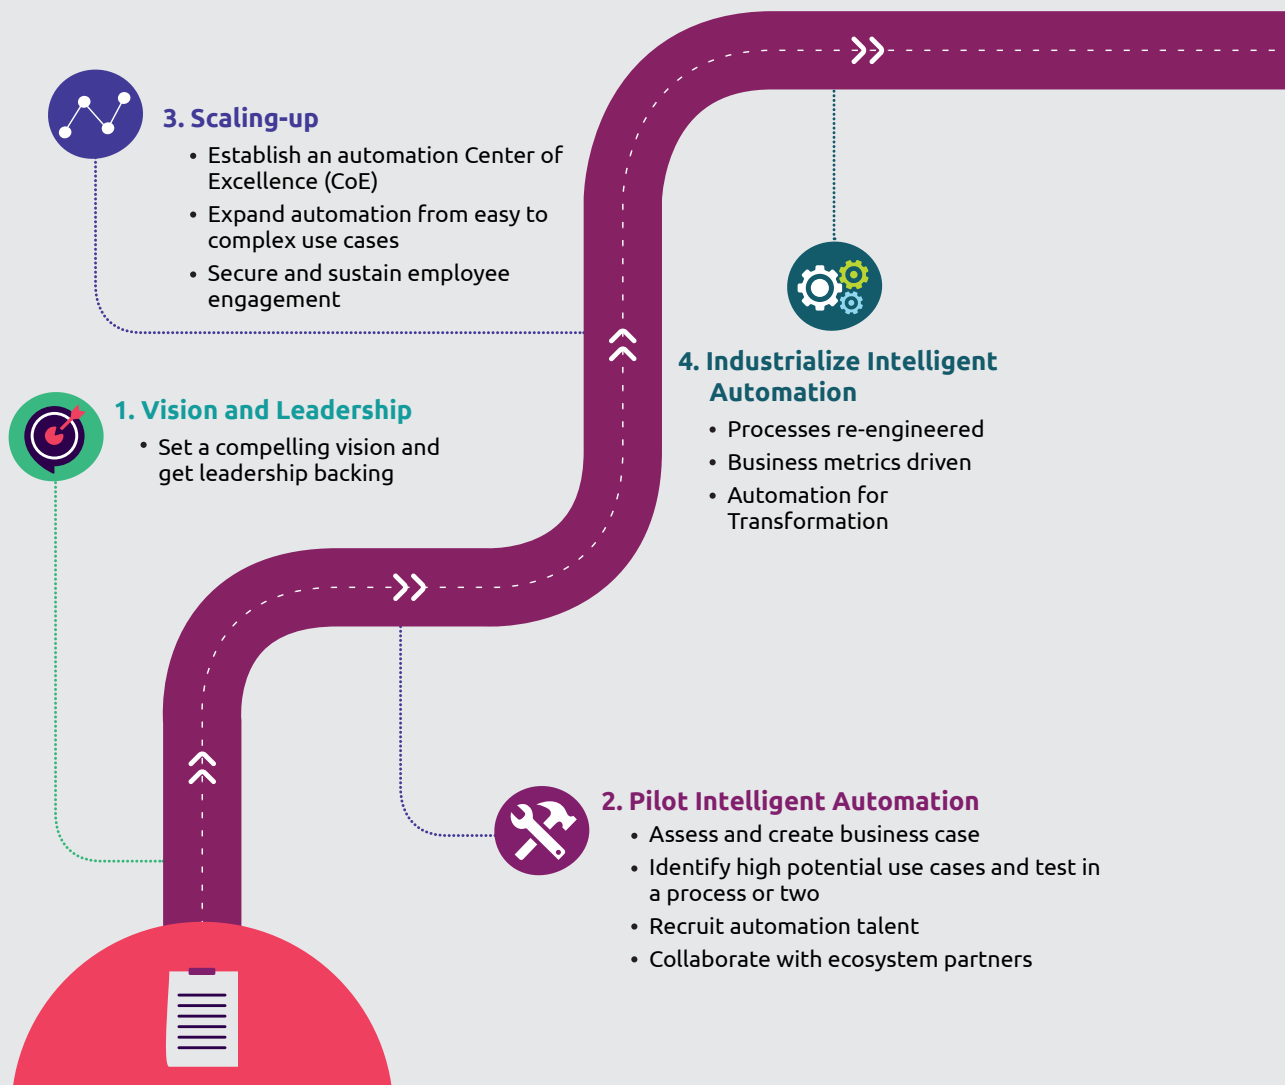 3. Scaling-up
• Establish an automation Center of
Excellence (CoE)
• Expand automation from easy to
complex use cases
• Secure and sustain employee
engagement
4. Industrialize Intelligent
Automation
• Processes re-engineered
• Business metrics driven
• Automation for
Transformation
1. Vision and Leadership
• Set a compelling vision and
get leadership backing
2. Pilot Intelligent Automation
• Assess and create business case
• Identify high potential use cases and test in
a process or two
• Recruit automation talent
• Collaborate with ecosystem partners